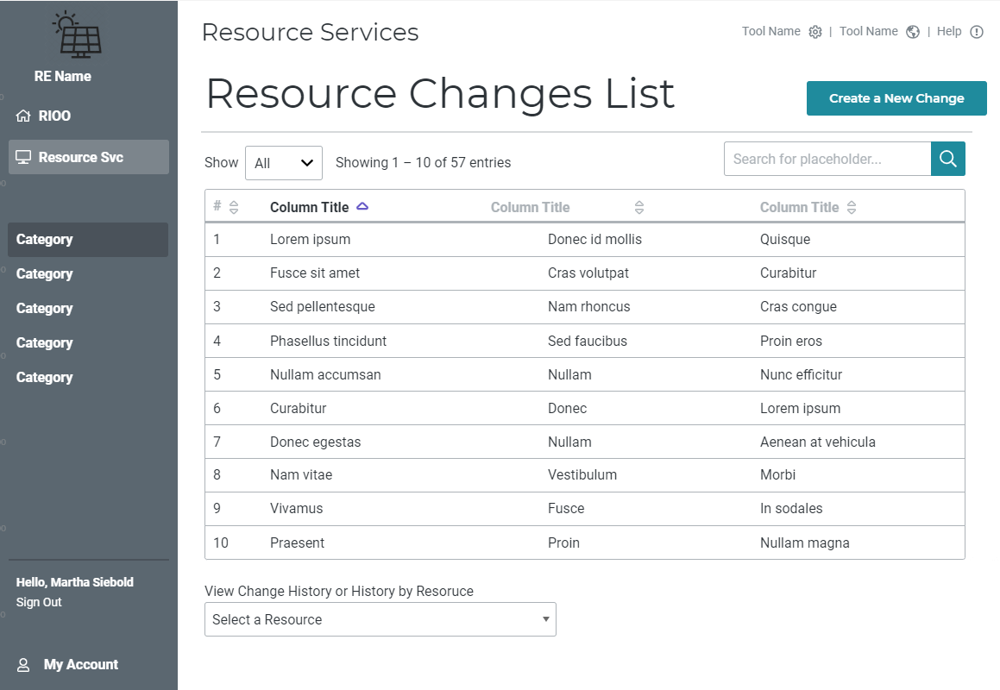 RE Name
RIOO
Resource Svc
Category
Category
Category
Category
Category
Hello, Martha Siebold
Sign Out
My Account
Resource Services
Tool Name | Tool Name | Help
Resource Changes List
Create a New Change
Show All Showing 1 – 10 of 57 entries
Search for placeholder...
# Column Title Column Title Column Title
1 Lorem ipsum Donec id mollis Quisque
2 Fusce sit amet Cras volutpat Curabitur
3 Sed pellentesque Nam rhoncus Cras congue
4 Phasellus tincidunt Sed faucibus Proin eros
5 Nullam accumsan Nullam Nunc efficitur
6 Curabitur Donec Lorem ipsum
7 Donec egestas Nullam Aenean at vehicula
8 Nam vitae Vestibulum Morbi
9 Vivamus Fusce In sodales
10 Praesent Proin Nullam magna
View Change History or History by Resoruce
Select a Resource